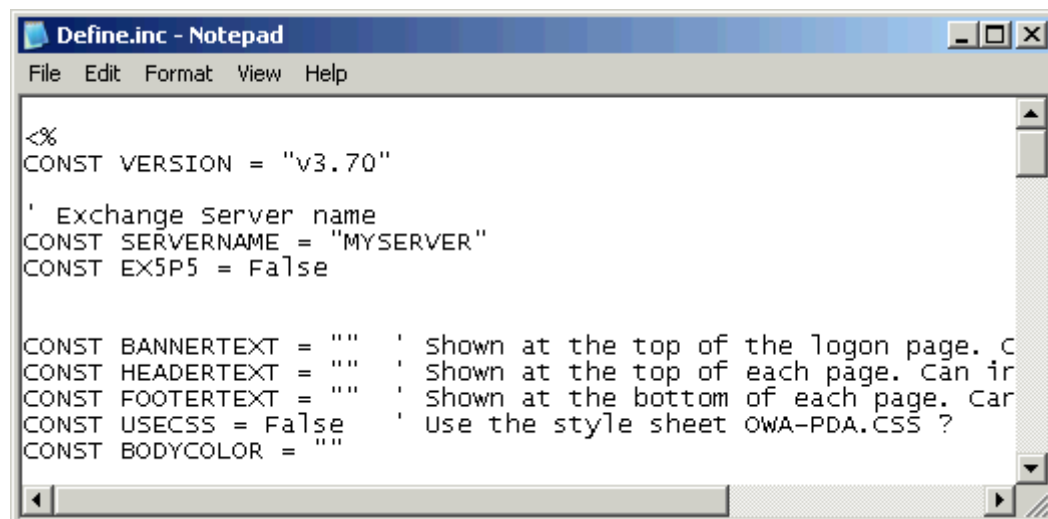 Define.inc - Notepad
File Edit Format View Help
<%
CONST VERSION = "v3.70"
' Exchange Server name
CONST SERVERNAME = "MYSERVER"
CONST EX5P5 = False
CONST BANNERTEXT = "" ' Shown at the top of the logon page. C
CONST HEADERTEXT = "" ' Shown at the top of each page. Can
CONST FOOTERTEXT = "" ' Shown at the bottom of each page.
CONST USECSS = False ' Use the style sheet OWA-PDA.CSS ?
CONST BODYCOLOR = ""